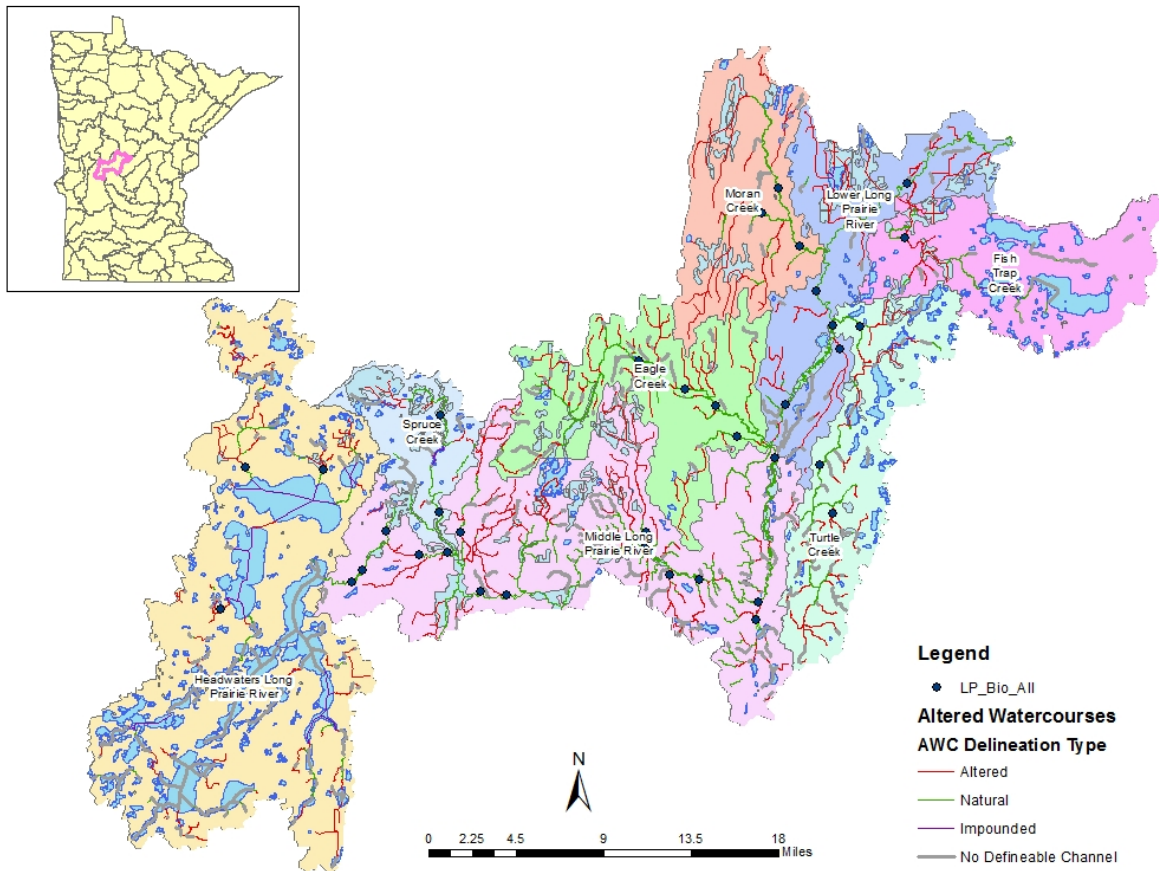 Moran
Creek
Lower Long
Prairie
River
Fish
Trap
Creek
Eagle
Creek
Spruce
Creek
Middle Long
Prairie River
Turtle
Creek
Headwaters Long
Prairie River
N
0 2.25 4.5 9 13.5 18
Miles
Legend
LP_Bio_All
Altered Watercourses
AWC Delineation Type
Altered
Natural
Impounded
No Defineable Channel